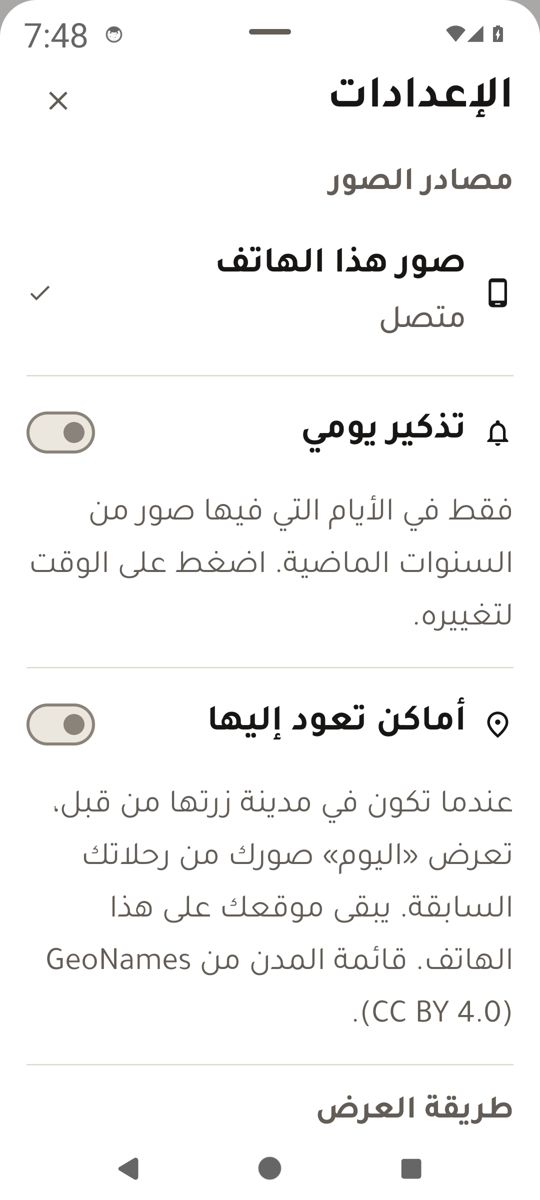 7:48
الإعدادات
مصادر الصور
صور هذا الهاتف
متصل
تذكير يومي
فقط في الأيام التي فيها صور من
السنوات الماضية. اضغط على الوقت
لتغييره.
أماكن تعود إليها
عندما تكون في مدينة زرتها من قبل،
تعرض «اليوم» صورك من رحلاتك
السابقة. يبقى موقعك على هذا
الهاتف. قائمة المدن من GeoNames
(CC BY 4.0).
طريقة العرض